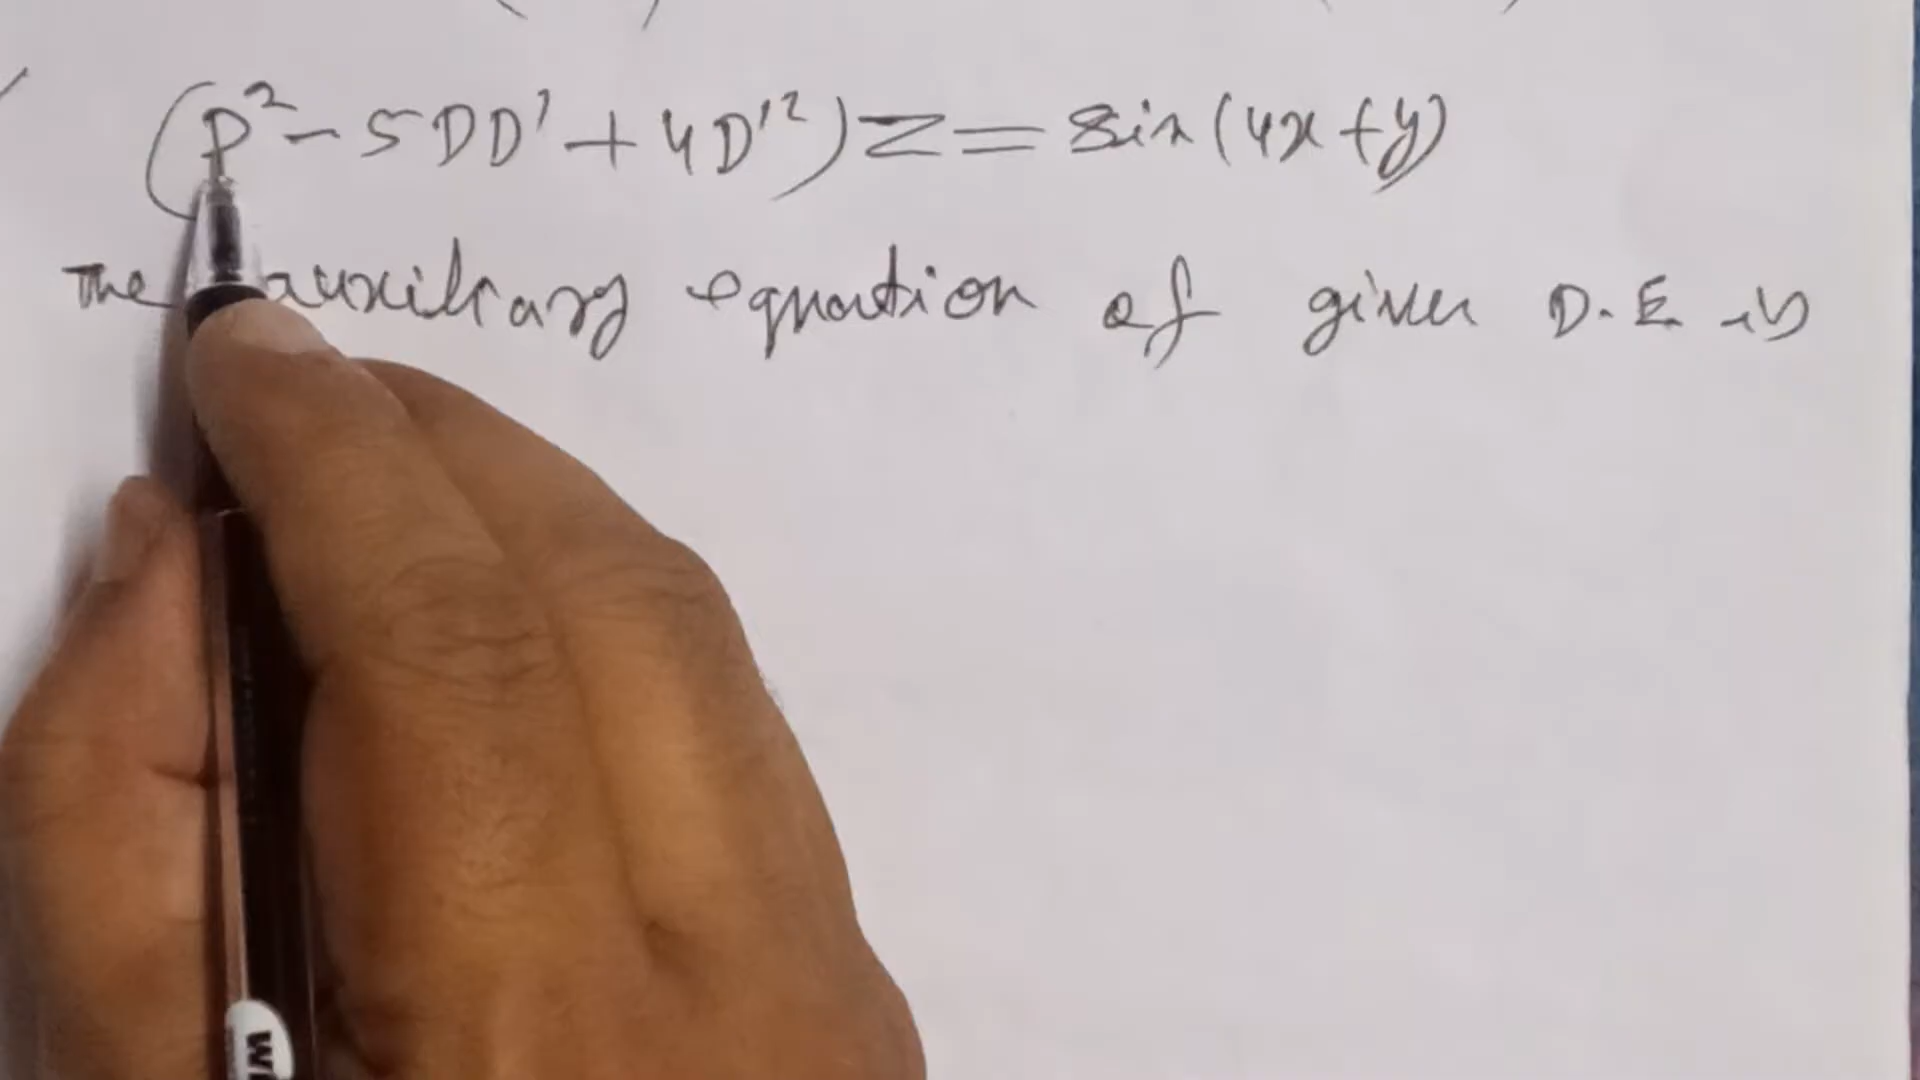 (D² - 5DD' + 4D'²)z = sin(4x+y)
The auxiliary equation of given D.E. is